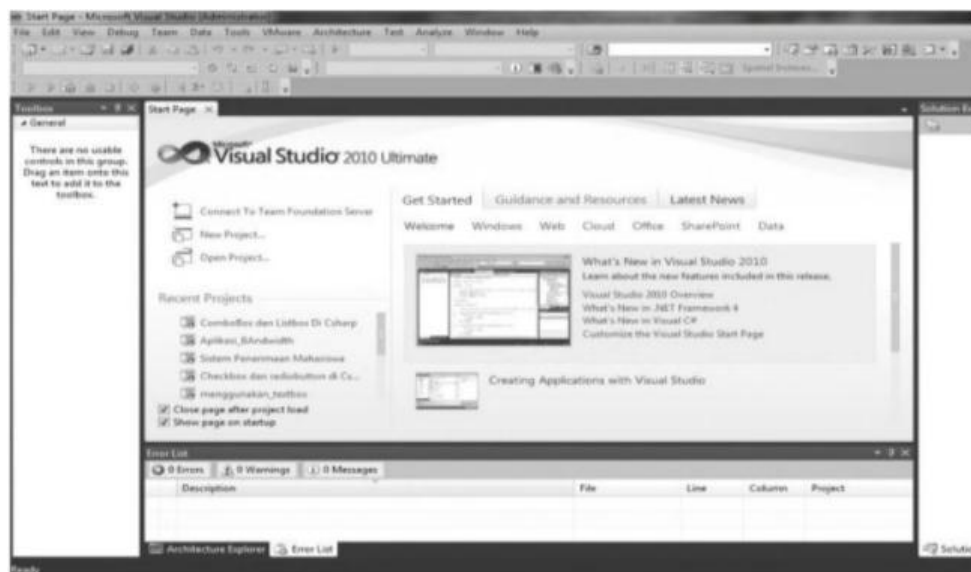 Start Page - Microsoft Visual Studio (Administrator)
File Edit View Debug Team Data Tools VMware Architecture Test Analyze Window Help
Toolbox
General
There are no usable controls in this group. Drag an item onto this text to add it to the toolbox.
Start Page
Microsoft
Visual Studio 2010 Ultimate
Connect To Team Foundation Server
New Project...
Open Project...
Recent Projects
ComboBox dan Listbox Di Csharp
Aplikasi_BAndwidth
Sistem Penerimaan Mahasiswa
Checkbox dan radiobutton di Cs...
menggunakan_textbox
Close page after project load
Show page on startup
Get Started Guidance and Resources Latest News
Welcome Windows Web Cloud Office SharePoint Data
What's New in Visual Studio 2010
Learn about the new features included in this release.
Visual Studio 2010 Overview
What's New in .NET Framework 4
What's New in Visual C#
Customize the Visual Studio Start Page
Creating Applications with Visual Studio
Solution Ex
Error List
0 Errors 0 Warnings 0 Messages
Description File Line Column Project
Architecture Explorer Error List
Solutio
Ready